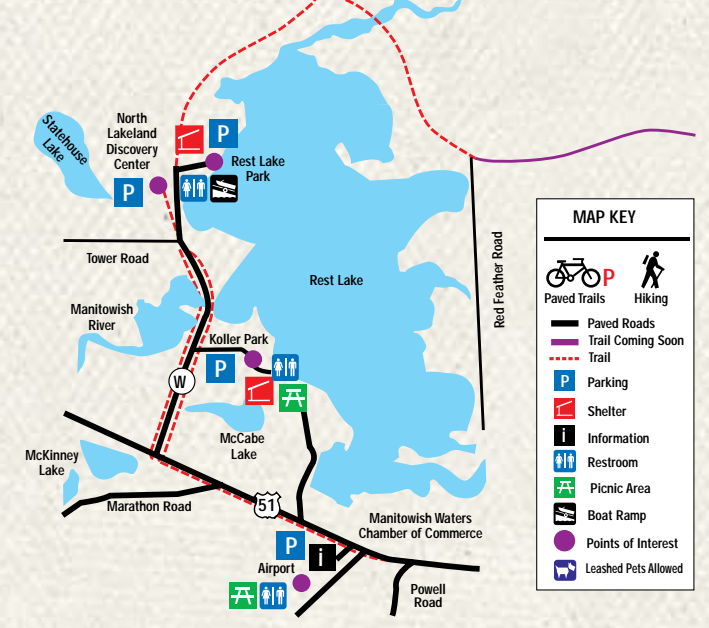 Statehouse
Lake
North
Lakeland
Discovery
Center
P
P
Rest Lake
Park
Tower Road
Rest Lake
Red Feather Road
Manitowish
River
Koller Park
P
W
McCabe
Lake
McKinney
Lake
Marathon Road
51
Manitowish Waters
Chamber of Commerce
P
i
Airport
Powell
Road
MAP KEY
P
Paved Trails
Hiking
Paved Roads
Trail Coming Soon
Trail
P
Parking
Shelter
i
Information
Restroom
Picnic Area
Boat Ramp
Points of Interest
Leashed Pets Allowed